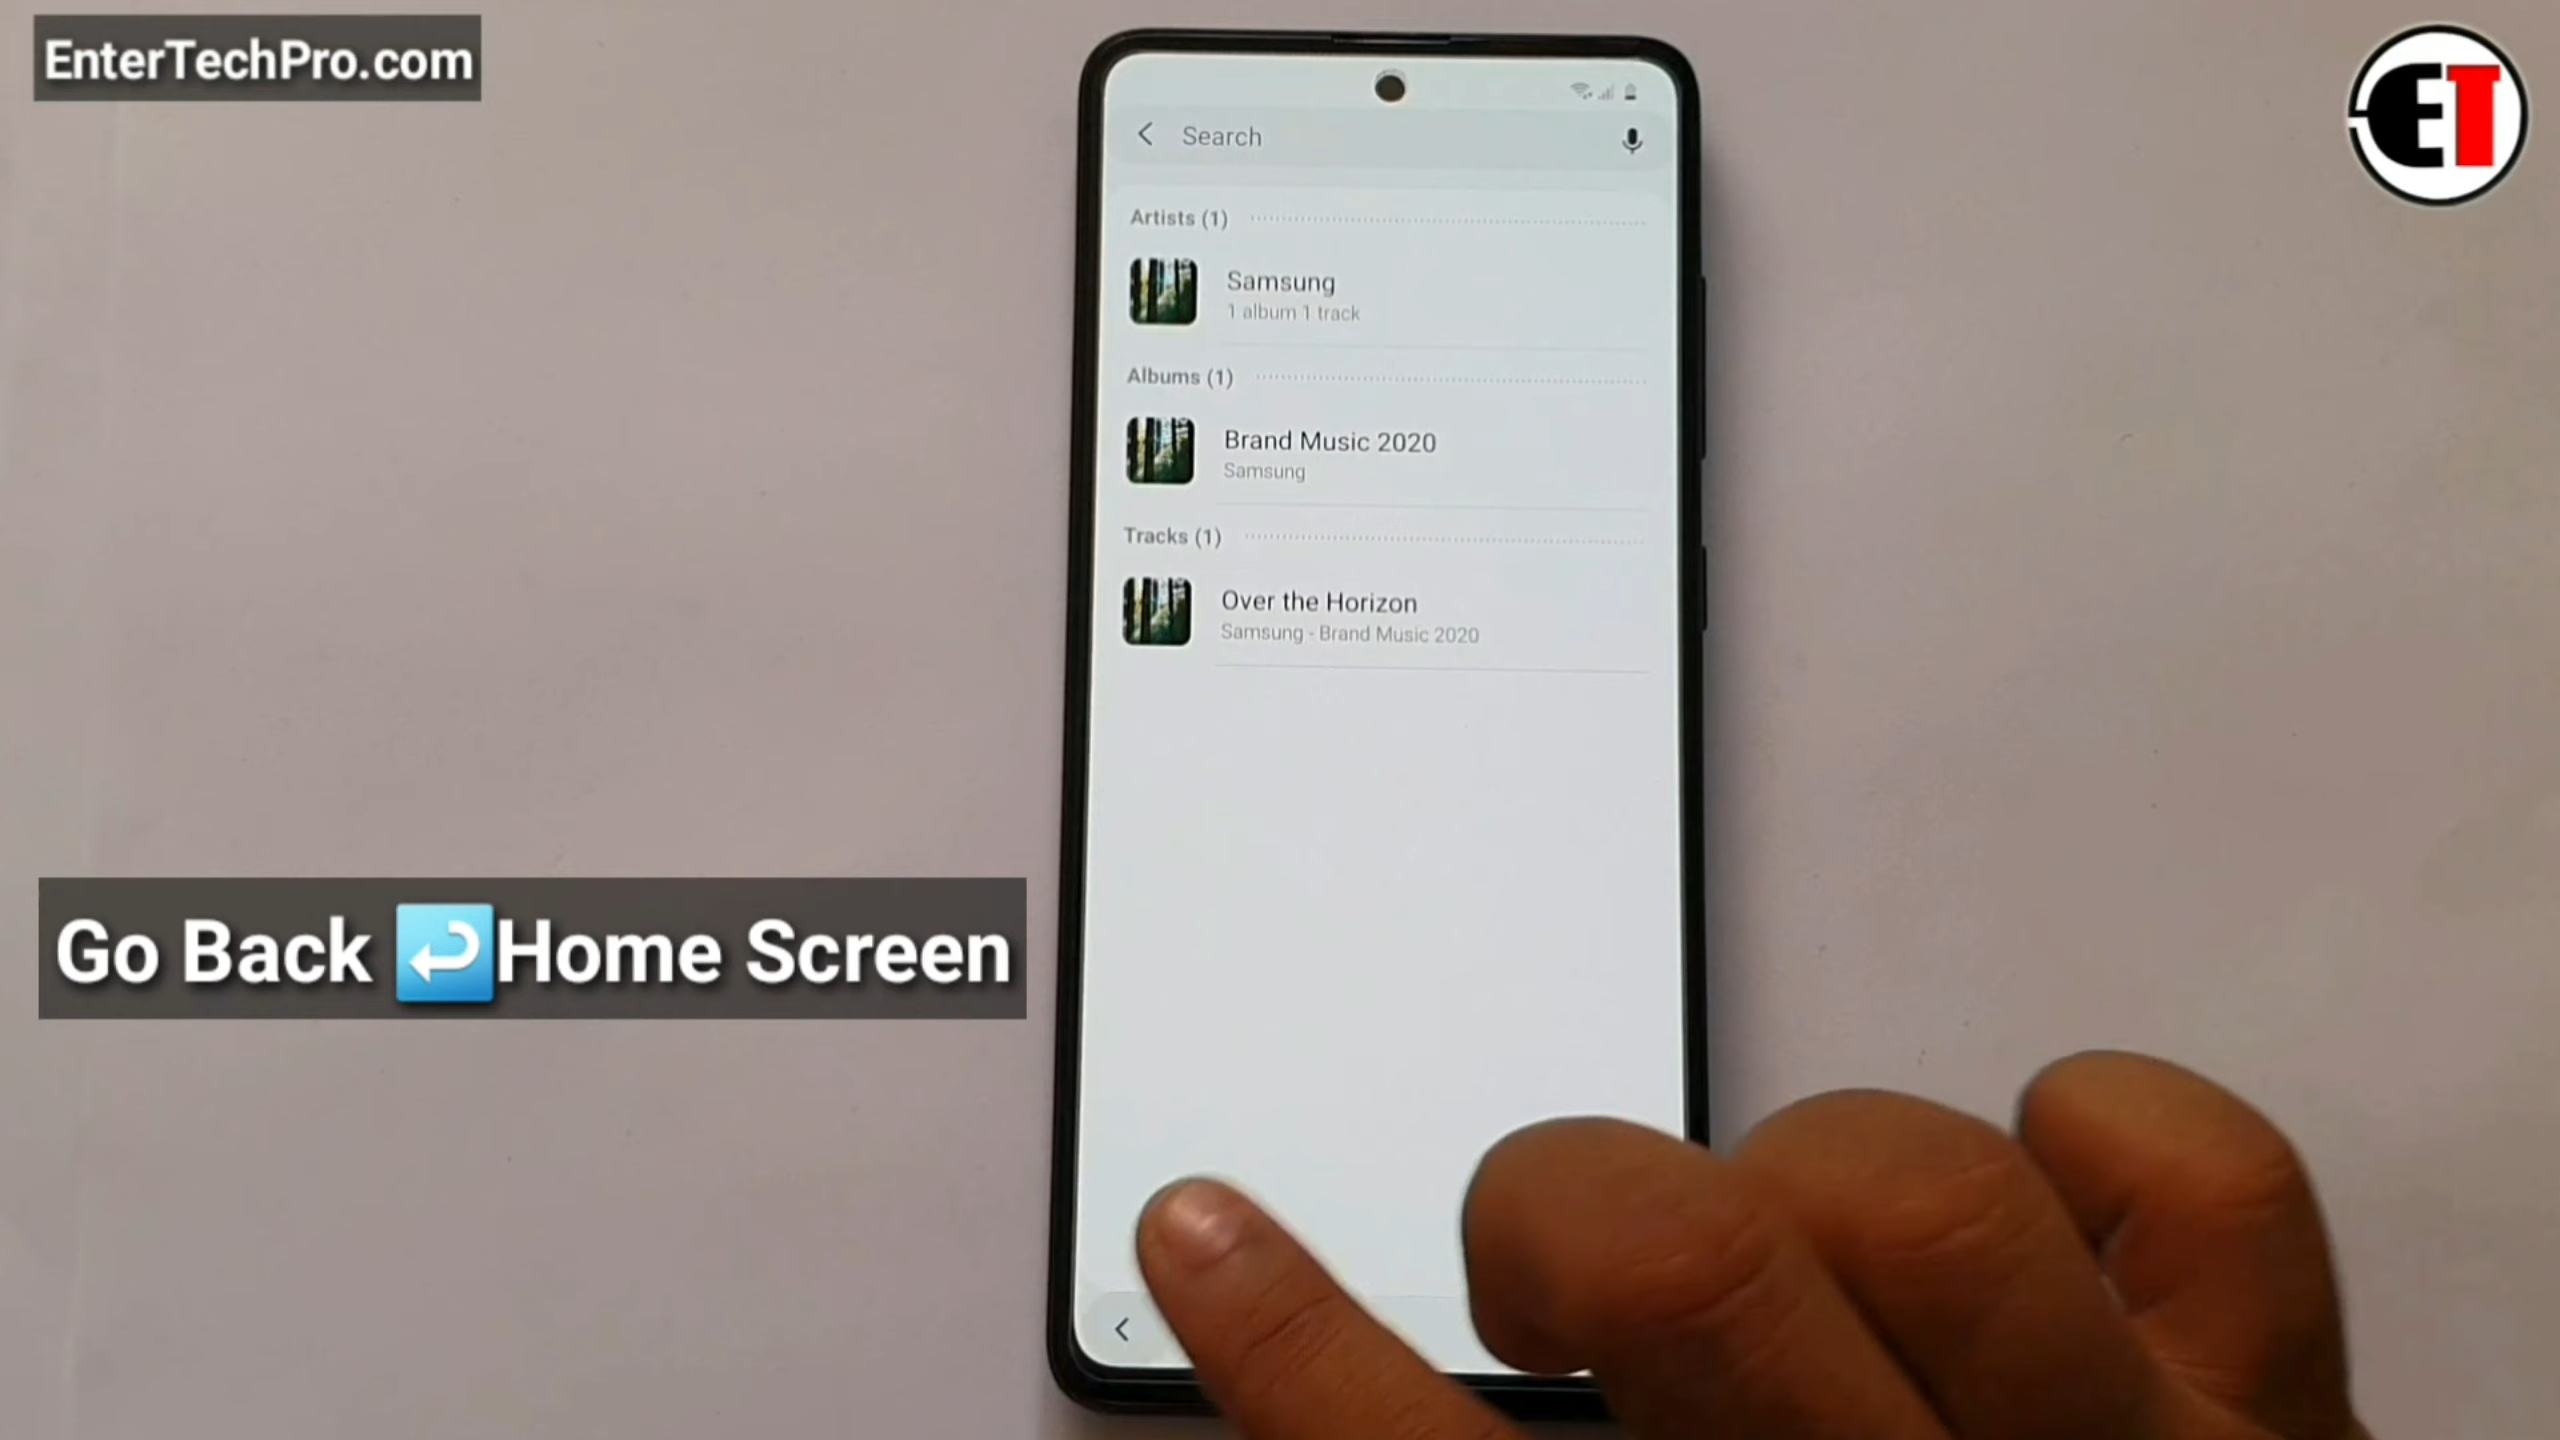 EnterTechPro.com
ET
Search
Artists (1)
Samsung
1 album 1 track
Albums (1)
Brand Music 2020
Samsung
Tracks (1)
Over the Horizon
Samsung - Brand Music 2020
Go Back ↩Home Screen